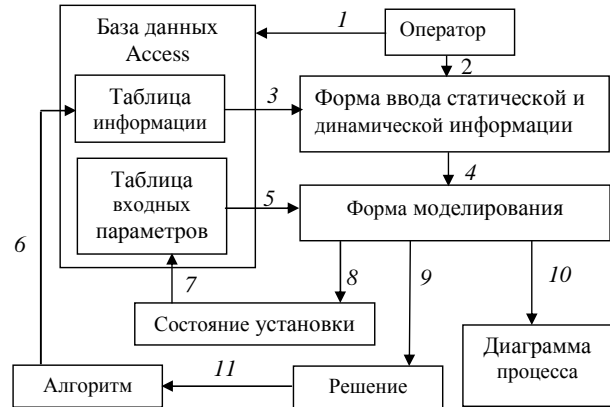 База данных
Access
1
Оператор
2
Таблица
информации
3
Форма ввода статической и
динамической информации
4
Таблица
входных
параметров
5
Форма моделирования
6
7
8
9
10
Состояние установки
Диаграмма
процесса
Алгоритм
11
Решение